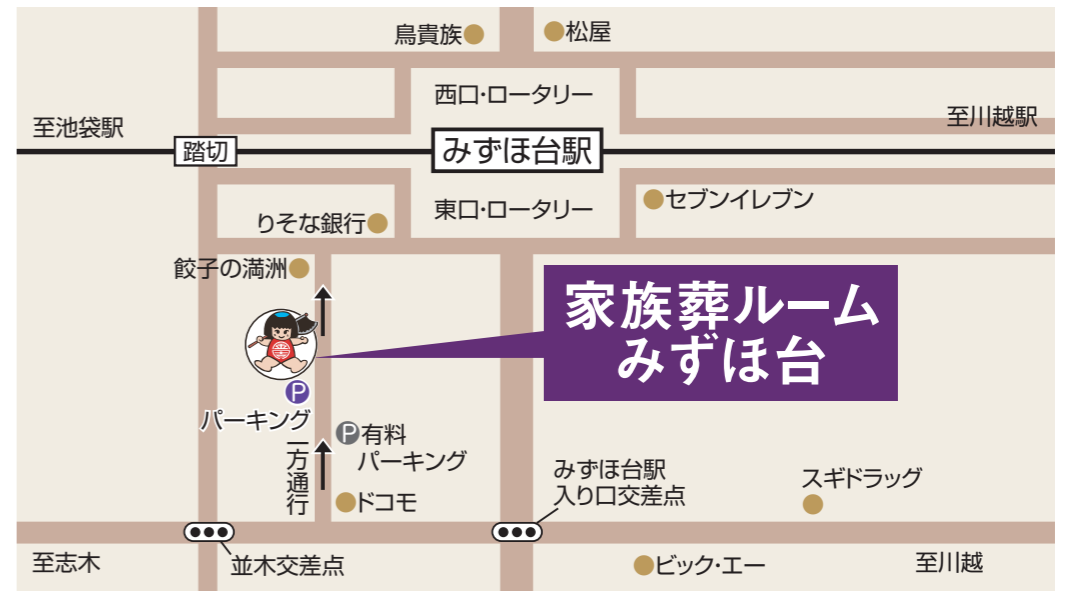 鳥貴族
松屋
西口・ロータリー
至池袋駅
至川越駅
踏切
みずほ台駅
東口・ロータリー
セブンイレブン
りそな銀行
餃子の満洲
家族葬ルーム
みずほ台
P
パーキング
一方通行
P有料
パーキング
ドコモ
みずほ台駅
入り口交差点
スギドラッグ
至志木
並木交差点
ビック・エー
至川越